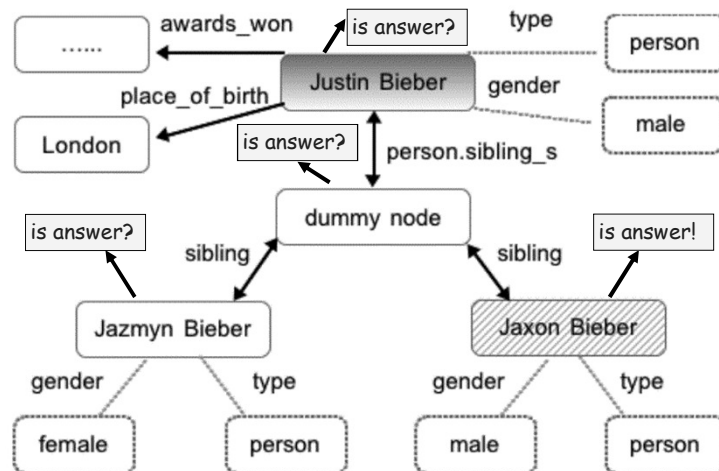 awards_won
is answer?
type
......
person
Justin Bieber
gender
place_of_birth
London
is answer?
male
person.sibling_s
dummy node
is answer?
sibling
sibling
is answer!
Jazmyn Bieber
Jaxon Bieber
gender
type
gender
type
female
person
male
person